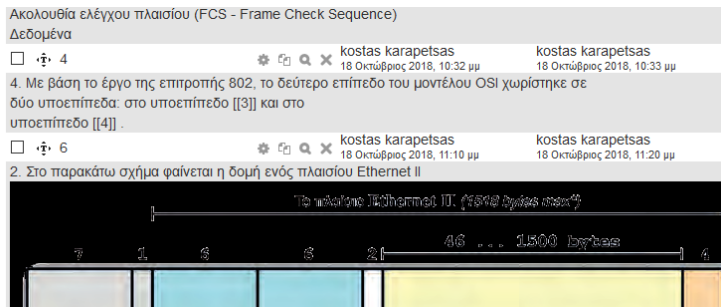 Ακολουθία ελέγχου πλαισίου (FCS - Frame Check Sequence)
Δεδομένα
4 kostas karapetsas kostas karapetsas
18 Οκτώβριος 2018, 10:32 μμ 18 Οκτώβριος 2018, 10:33 μμ
4. Με βάση το έργο της επιτροπής 802, το δεύτερο επίπεδο του μοντέλου OSI χωρίστηκε σε
δύο υποεπίπεδα: στο υποεπίπεδο [[3]] και στο
υποεπίπεδο [[4]] .
6 kostas karapetsas kostas karapetsas
18 Οκτώβριος 2018, 11:10 μμ 18 Οκτώβριος 2018, 11:20 μμ
2. Στο παρακάτω σχήμα φαίνεται η δομή ενός πλαισίου Ethernet II
Το πλαίσιο Ethernet II (1518 bytes max*)
46 ... 1500 bytes
7 1 6 6 2 4